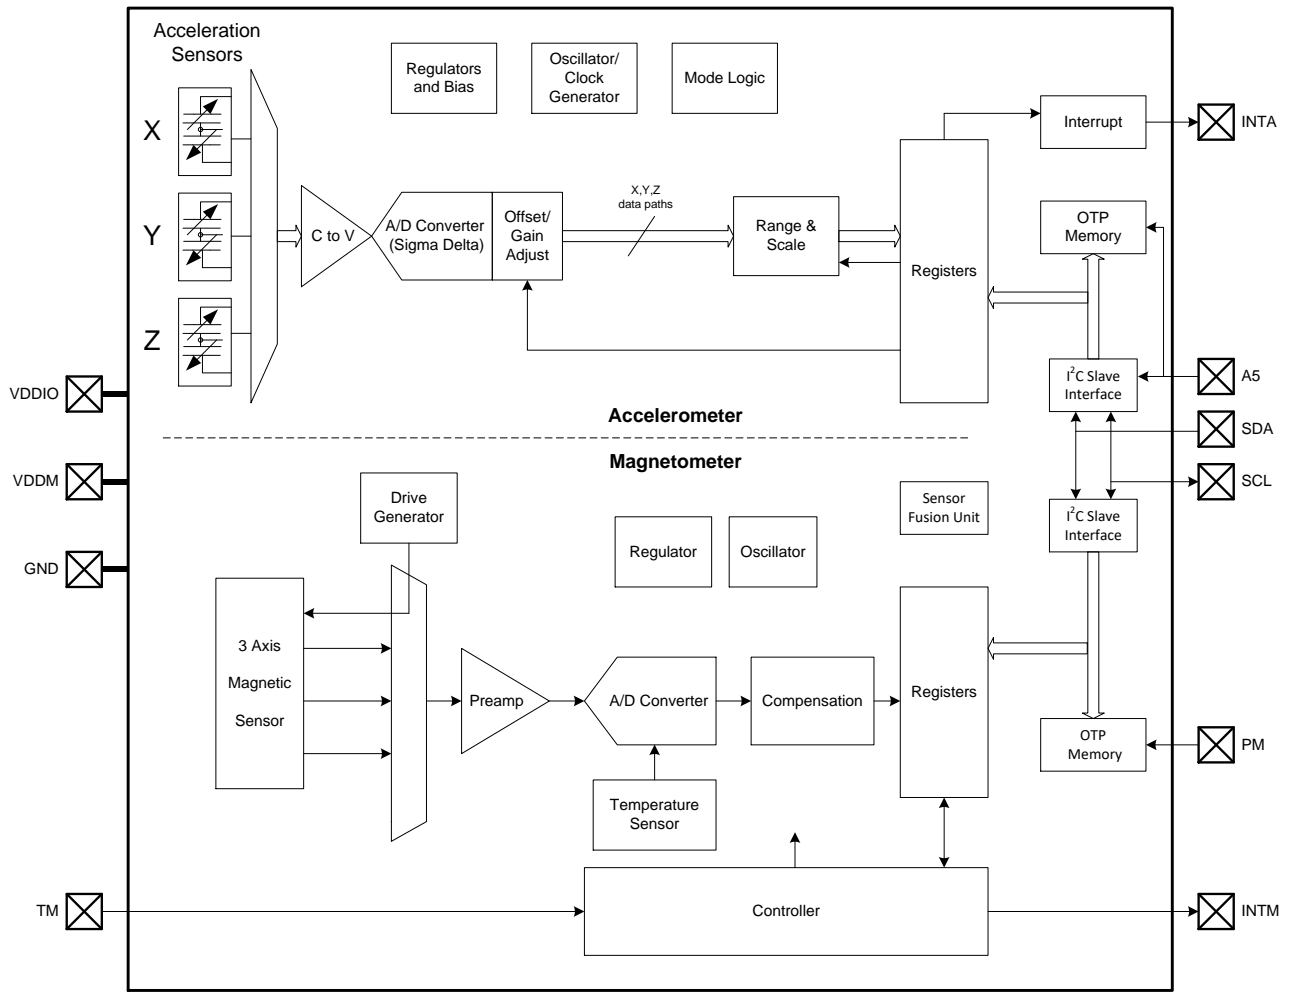 Acceleration
Sensors
X
Y
Z
Regulators
and Bias
Oscillator/
Clock
Generator
Mode Logic
Interrupt
INTA
C to V
A/D Converter
(Sigma Delta)
Offset/
Gain
Adjust
X,Y,Z
data paths
Range &
Scale
Registers
OTP
Memory
I²C Slave
Interface
A5
SDA
SCL
VDDIO
VDDM
GND
Accelerometer
Magnetometer
Drive
Generator
Regulator
Oscillator
Sensor
Fusion Unit
I²C Slave
Interface
3 Axis
Magnetic
Sensor
Preamp
A/D Converter
Compensation
Registers
OTP
Memory
PM
Temperature
Sensor
TM
Controller
INTM